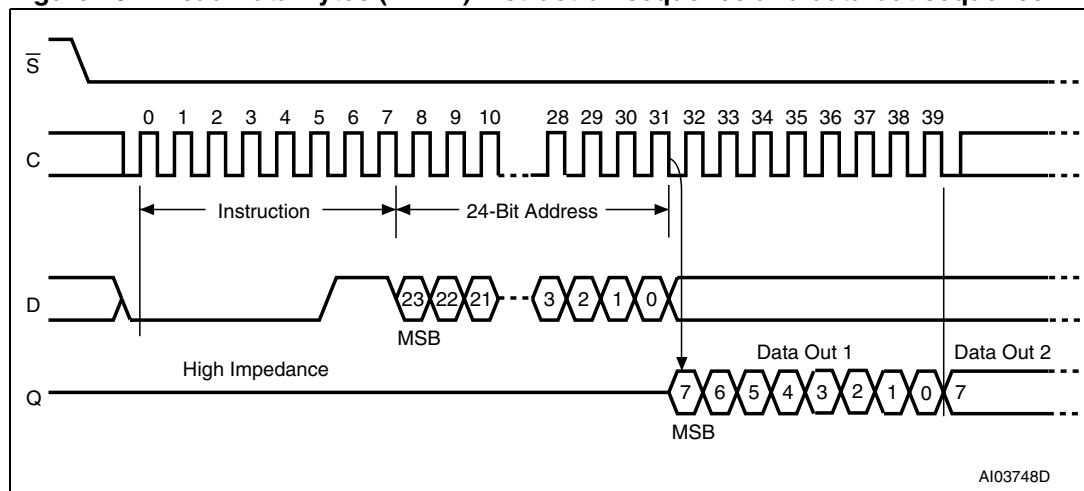 S
0 1 2 3 4 5 6 7 8 9 10 28 29 30 31 32 33 34 35 36 37 38 39
C
Instruction 24-Bit Address
D
23 22 21 3 2 1 0
MSB
High Impedance Data Out 1 Data Out 2
Q
7 6 5 4 3 2 1 0 7
MSB
AI03748D